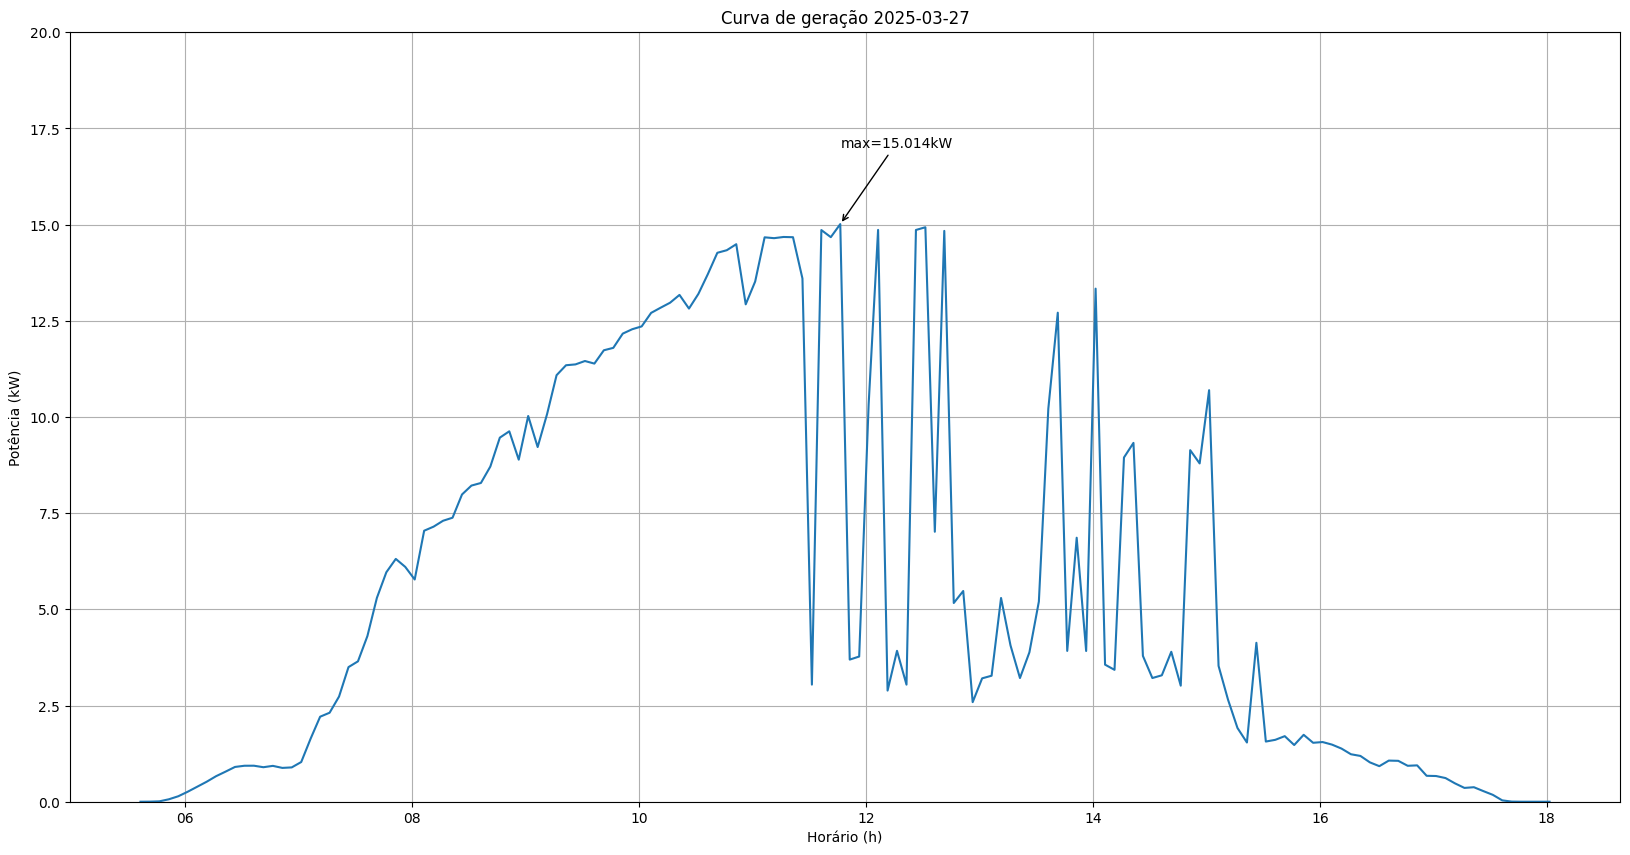 Curva de geração 2025-03-27
20.0
17.5
15.0
12.5
10.0
7.5
5.0
2.5
0.0
Potência (kW)
max=15.014kW
06 08 10 12 14 16 18
Horário (h)